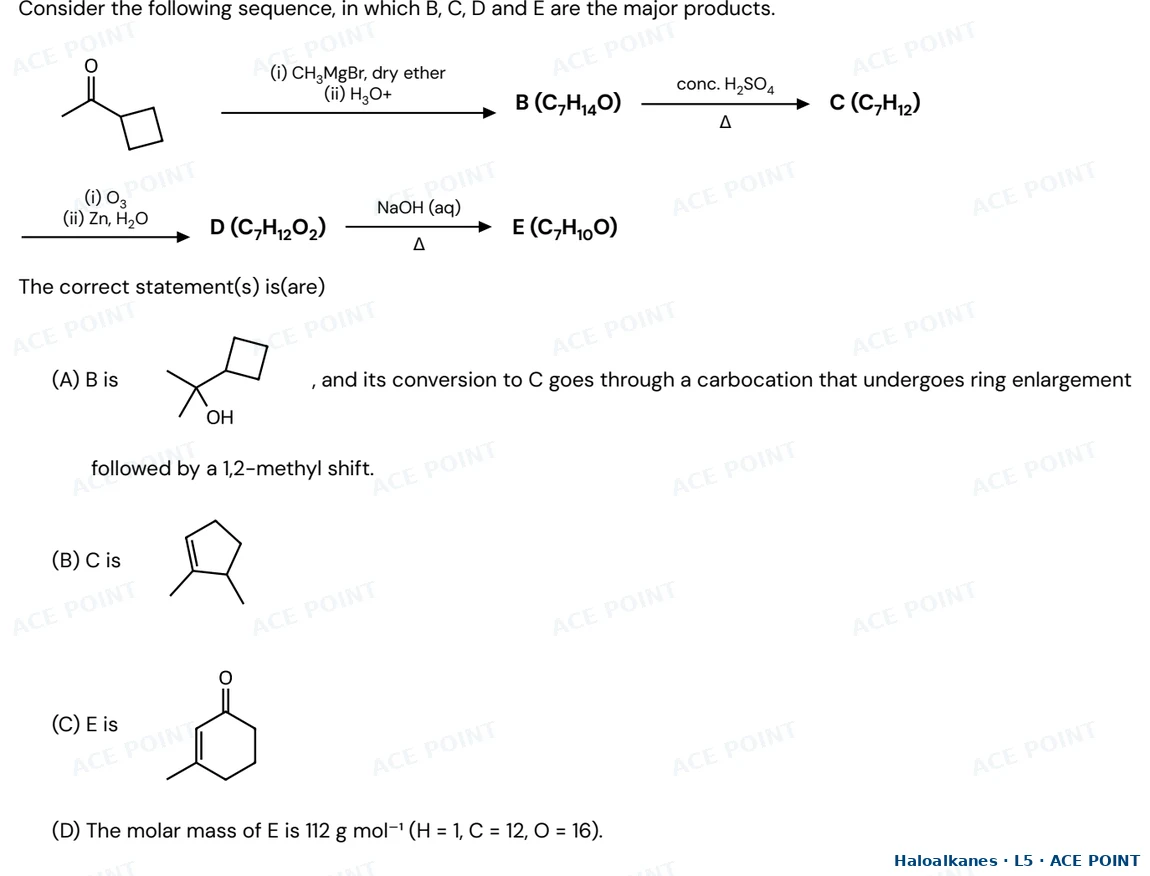 Consider the following sequence, in which B, C, D and E are the major products.
O
(i) CH₃MgBr, dry ether
(ii) H₃O+
B (C₇H₁₄O)
conc. H₂SO₄
Δ
C (C₇H₁₂)
(i) O₃
(ii) Zn, H₂O
D (C₇H₁₂O₂)
NaOH (aq)
Δ
E (C₇H₁₀O)
The correct statement(s) is(are)
(A) B is
OH
, and its conversion to C goes through a carbocation that undergoes ring enlargement
followed by a 1,2-methyl shift.
(B) C is
O
(C) E is
(D) The molar mass of E is 112 g mol⁻¹ (H = 1, C = 12, O = 16).
Haloalkanes · L5 · ACE POINT
ACE POINT